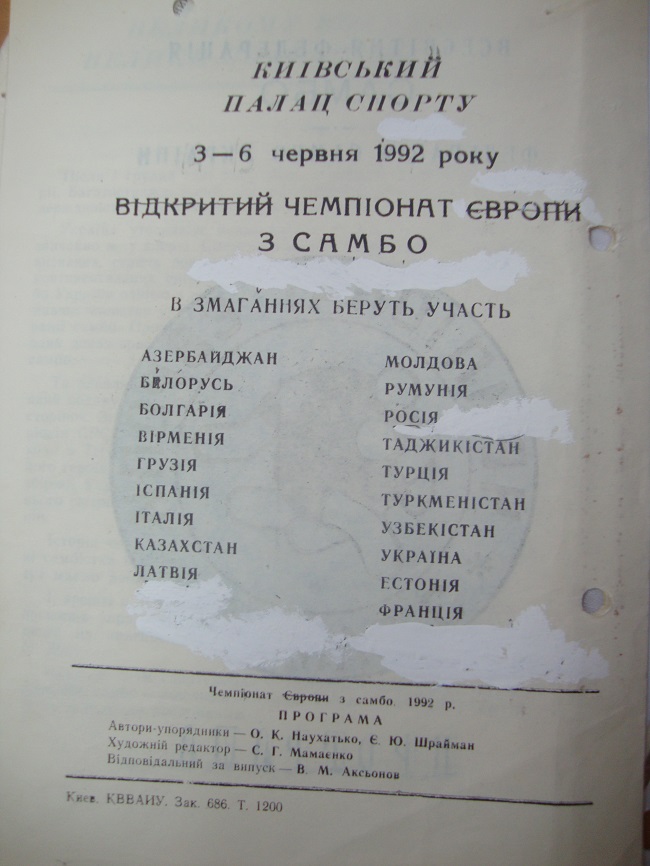 КИЇВСЬКИЙ
ПАЛАЦ СПОРТУ
3—6 червня 1992 року
ВІДКРИТИЙ ЧЕМПІОНАТ ЄВРОПИ
З САМБО
В ЗМАГАННЯХ БЕРУТЬ УЧАСТЬ
АЗЕРБАЙДЖАН
БІЛОРУСЬ
БОЛГАРІЯ
ВІРМЕНІЯ
ГРУЗІЯ
ІСПАНІЯ
ІТАЛІЯ
КАЗАХСТАН
ЛАТВІЯ
МОЛДОВА
РУМУНІЯ
РОСІЯ
ТАДЖИКІСТАН
ТУРЦІЯ
ТУРКМЕНІСТАН
УЗБЕКІСТАН
УКРАЇНА
ЕСТОНІЯ
ФРАНЦІЯ
Чемпіонат Європи з самбо 1992 р.
ПРОГРАМА
Автори-упорядники — О. К. Наухатько, Є. Ю. Шрайман
Художній редактор — С. Г. Мамаєнко
Відповідальний за випуск — В. М. Аксьонов
Киев. КВВАИУ. Зак. 686. Т. 1200